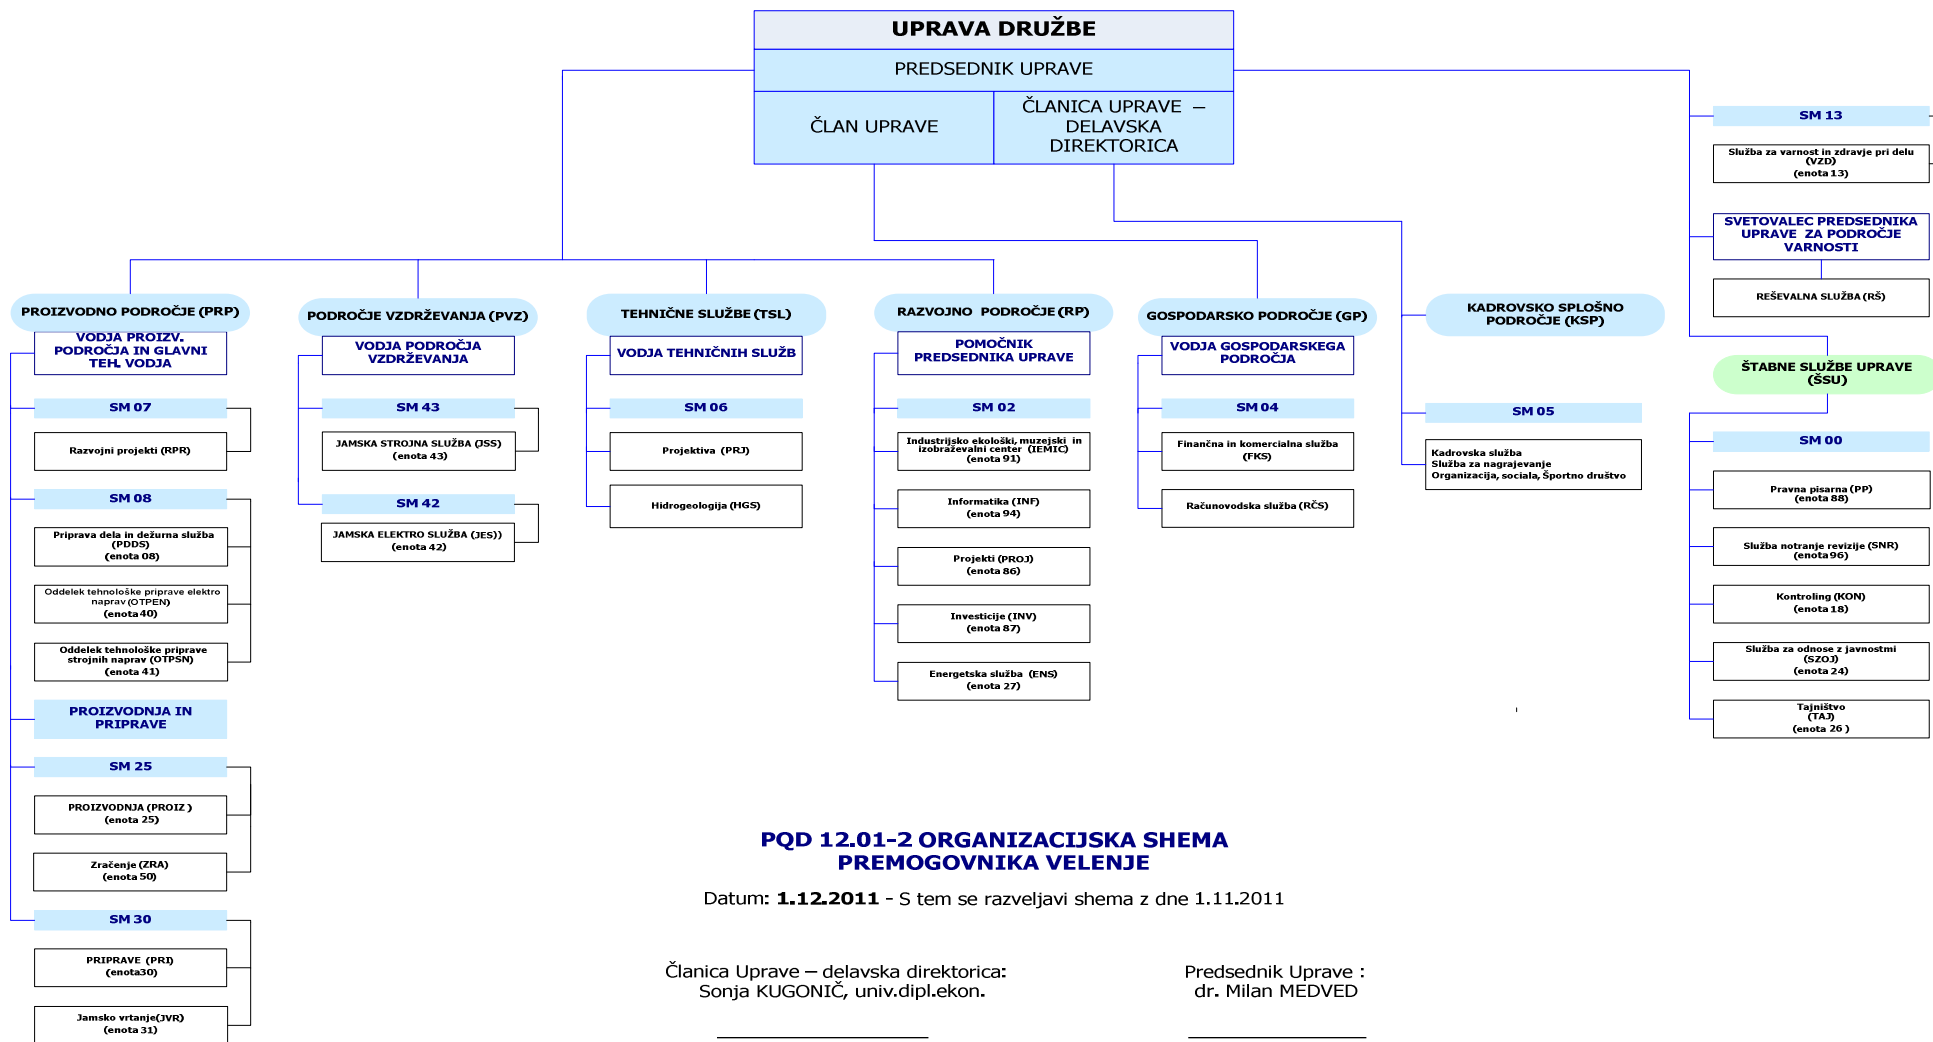 UPRAVA DRUŽBE
PREDSEDNIK UPRAVE
ČLAN UPRAVE
ČLANICA UPRAVE –
DELAVSKA
DIREKTORICA
SM 13
Služba za varnost in zdravje pri delu
(VZD)
(enota 13)
SVETOVALEC PREDSEDNIKA
UPRAVE ZA PODROČJE
VARNOSTI
REŠEVALNA SLUŽBA (RŠ)
PROIZVODNO PODROČJE (PRP)
VODJA PROIZV.
PODROČJA IN GLAVNI
TEH. VODJA
SM 07
Razvojni projekti (RPR)
SM 08
Priprava dela in dežurna služba
(PDDS)
(enota 08)
Oddelek tehnološke priprave elektro
naprav (OTPEN)
(enota 40)
Oddelek tehnološke priprave
strojnih naprav (OTPSN)
(enota 41)
PROIZVODNJA IN
PRIPRAVE
SM 25
PROIZVODNJA (PROIZ )
(enota 25)
Zračenje (ZRA)
(enota 50)
SM 30
PRIPRAVE (PRI)
(enota30)
Jamsko vrtanje(JVR)
(enota 31)
PODROČJE VZDRŽEVANJA (PVZ)
VODJA PODROČJA
VZDRŽEVANJA
SM 43
JAMSKA STROJNA SLUŽBA (JSS)
(enota 43)
SM 42
JAMSKA ELEKTRO SLUŽBA (JES))
(enota 42)
TEHNIČNE SLUŽBE (TSL)
VODJA TEHNIČNIH SLUŽB
SM 06
Projektiva (PRJ)
Hidrogeologija (HGS)
RAZVOJNO PODROČJE (RP)
POMOČNIK
PREDSEDNIKA UPRAVE
SM 02
Industrijsko ekološki, muzejski in
izobraževalni center (IEMIC)
(enota 91)
Informatika (INF)
(enota 94)
Projekti (PROJ)
(enota 86)
Investicije (INV)
(enota 87)
Energetska služba (ENS)
(enota 27)
GOSPODARSKO PODROČJE (GP)
VODJA GOSPODARSKEGA
PODROČJA
SM 04
Finančna in komercialna služba
(FKS)
Računovodska služba (RČS)
KADROVSKO SPLOŠNO
PODROČJE (KSP)
SM 05
Kadrovska služba
Služba za nagrajevanje
Organizacija, sociala, Športno društvo
ŠTABNE SLUŽBE UPRAVE
(ŠSU)
SM 00
Pravna pisarna (PP)
(enota 88)
Služba notranje revizije (SNR)
(enota96)
Kontroling (KON)
(enota 18)
Služba za odnose z javnostmi
(SZOJ)
(enota 24)
Tajništvo
(TAJ)
(enota 26 )
PQD 12.01-2 ORGANIZACIJSKA SHEMA
PREMOGOVNIKA VELENJE
Datum: 1.12.2011 - S tem se razveljavi shema z dne 1.11.2011
Članica Uprave – delavska direktorica:
Sonja KUGONIČ, univ.dipl.ekon.
Predsednik Uprave :
dr. Milan MEDVED